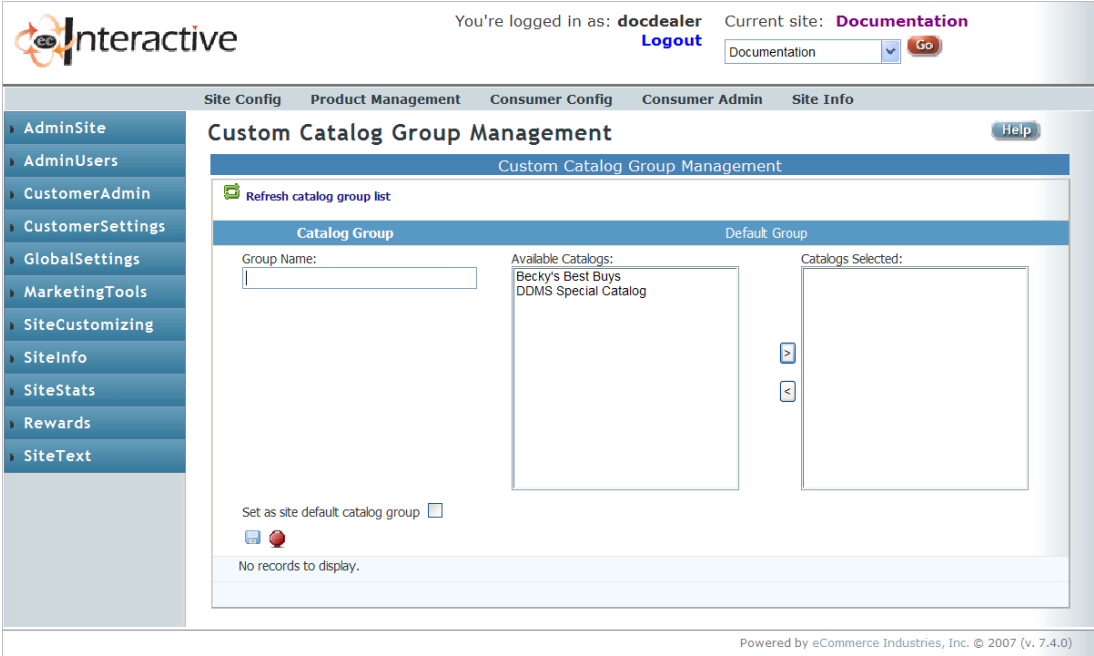 ec Interactive
You're logged in as: docdealer
Logout
Current site: Documentation
Documentation
Go
Site Config Product Management Consumer Config Consumer Admin Site Info
AdminSite
AdminUsers
CustomerAdmin
CustomerSettings
GlobalSettings
MarketingTools
SiteCustomizing
SiteInfo
SiteStats
Rewards
SiteText
Custom Catalog Group Management
Help
Custom Catalog Group Management
Refresh catalog group list
Catalog Group Default Group
Group Name:
Available Catalogs:
Becky's Best Buys
DDMS Special Catalog
>
<
Catalogs Selected:
Set as site default catalog group
No records to display.
Powered by eCommerce Industries, Inc. © 2007 (v. 7.4.0)